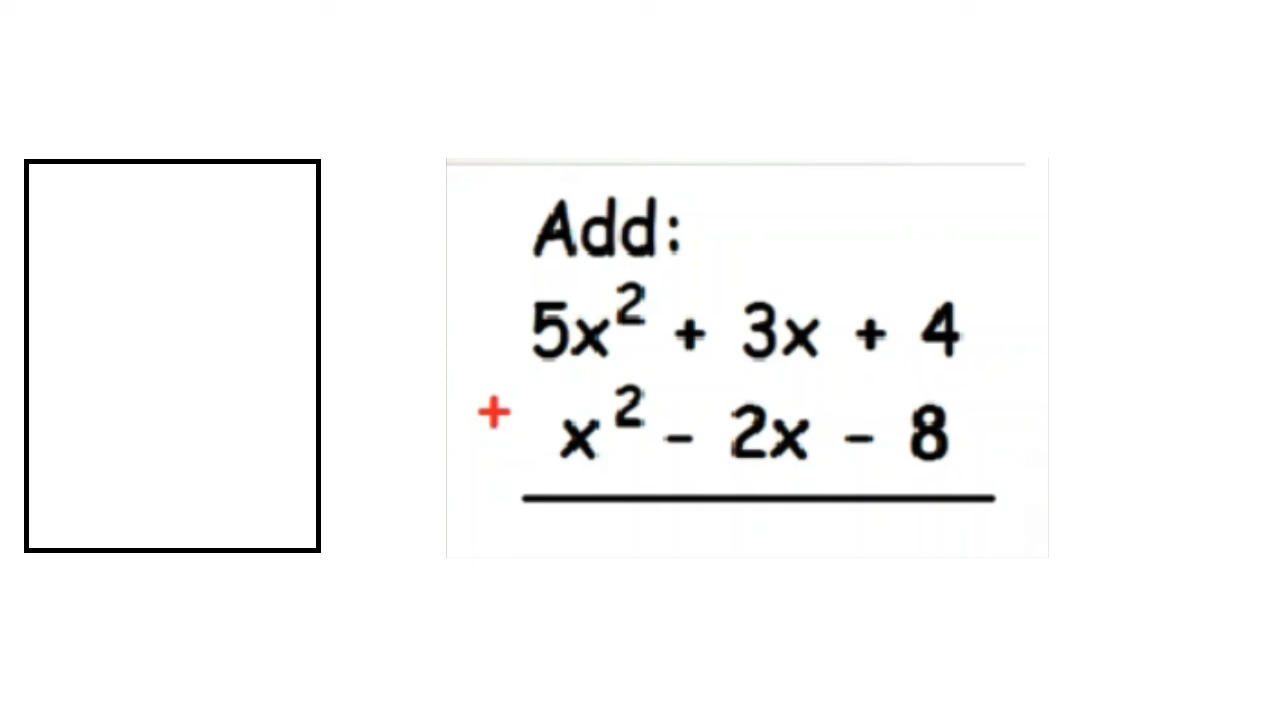 Add:
5x² + 3x + 4
+ x² - 2x - 8